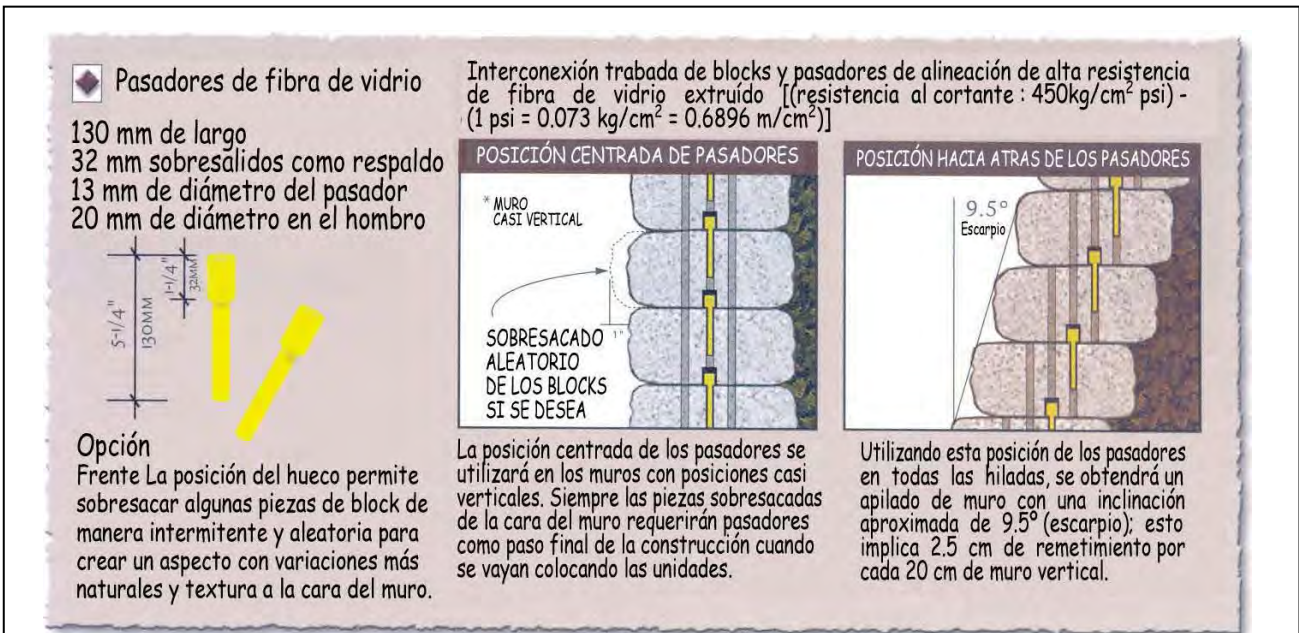 Pasadores de fibra de vidrio
130 mm de largo
32 mm sobresalidos como respaldo
13 mm de diámetro del pasador
20 mm de diámetro en el hombro
5-1/4"
130MM
1-1/4"
32MM
Opción
Frente La posición del hueco permite
sobresacar algunas piezas de block de
manera intermitente y aleatoria para
crear un aspecto con variaciones más
naturales y textura a la cara del muro.
Interconexión trabada de blocks y pasadores de alineación de alta resistencia
de fibra de vidrio extruído [(resistencia al cortante : 450kg/cm² psi) -
(1 psi = 0.073 kg/cm² = 0.6896 m/cm²)]
POSICIÓN CENTRADA DE PASADORES
* MURO
CASI VERTICAL
1"
SOBRESACADO
ALEATORIO
DE LOS BLOCKS
SI SE DESEA
La posición centrada de los pasadores se
utilizará en los muros con posiciones casi
verticales. Siempre las piezas sobresacadas
de la cara del muro requerirán pasadores
como paso final de la construcción cuando
se vayan colocando las unidades.
POSICIÓN HACIA ATRAS DE LOS PASADORES
9.5°
Escarpio
Utilizando esta posición de los pasadores
en todas las hiladas, se obtendrá un
apilado de muro con una inclinación
aproximada de 9.5° (escarpio); esto
implica 2.5 cm de remetimiento por
cada 20 cm de muro vertical.